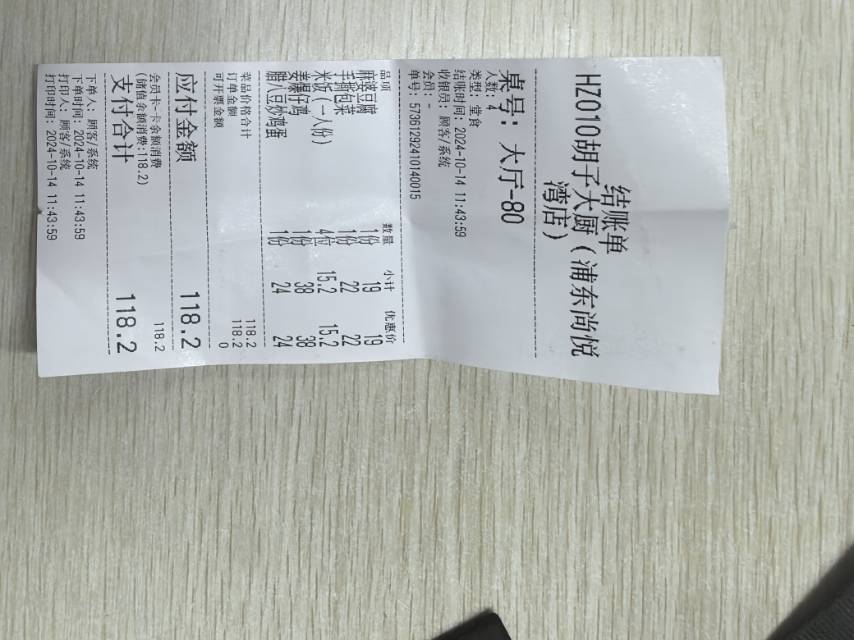 结账单
HZ010胡子大厨(浦东尚悦
湾店)
桌号: 大厅-80
人数: 4
类型: 堂食
结账时间: 2024-10-14 11:43:59
收银员: 顾客/系统
会员: -
单号: 57361292410140015
品项 数量 小计 优惠价
麻婆豆腐 1份 19 19
手撕包菜 1份 22 22
米饭(一人份) 4位 15.2 15.2
姜爆仔鸡 1份 38 38
腊八豆炒鸡蛋 1份 24 24
菜品价格合计 118.2
订单金额 118.2
可开票金额 0
应付金额 118.2
会员卡-卡余额消费 118.2
(储值余额消费:118.2)
支付合计 118.2
下单人: 顾客/系统
下单时间: 2024-10-14 11:43:59
打印人: 顾客/系统
打印时间: 2024-10-14 11:43:59